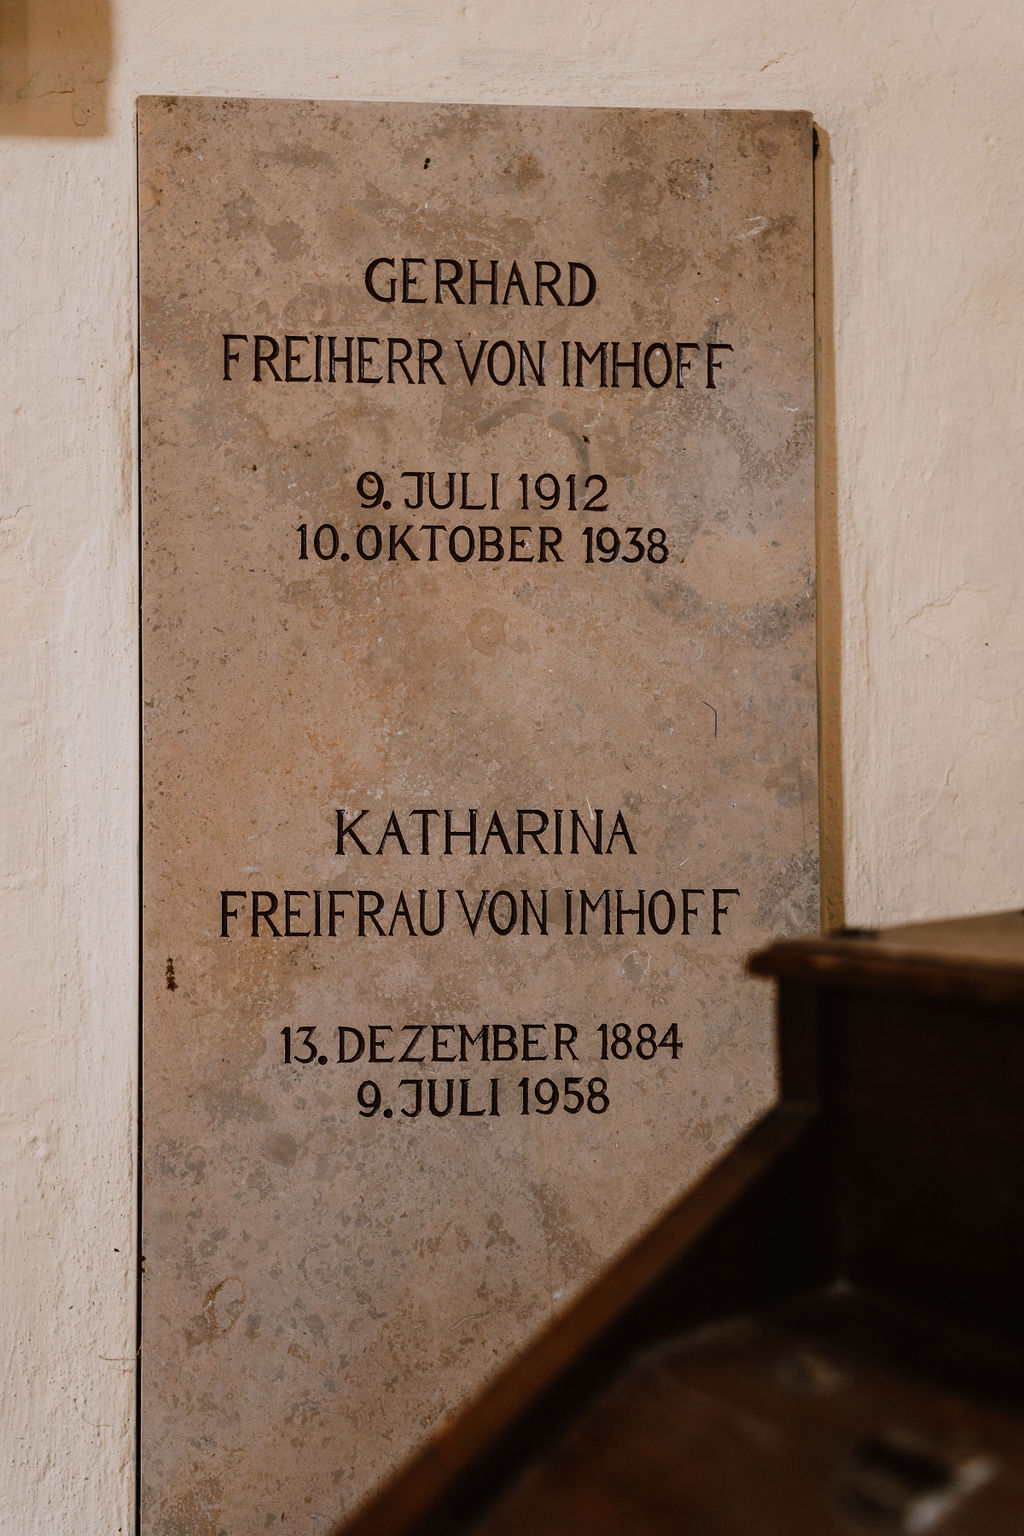 GERHARD
FREIHERR VON IMHOFF
9. JULI 1912
10. OKTOBER 1938
KATHARINA
FREIFRAU VON IMHOFF
13. DEZEMBER 1884
9. JULI 1958